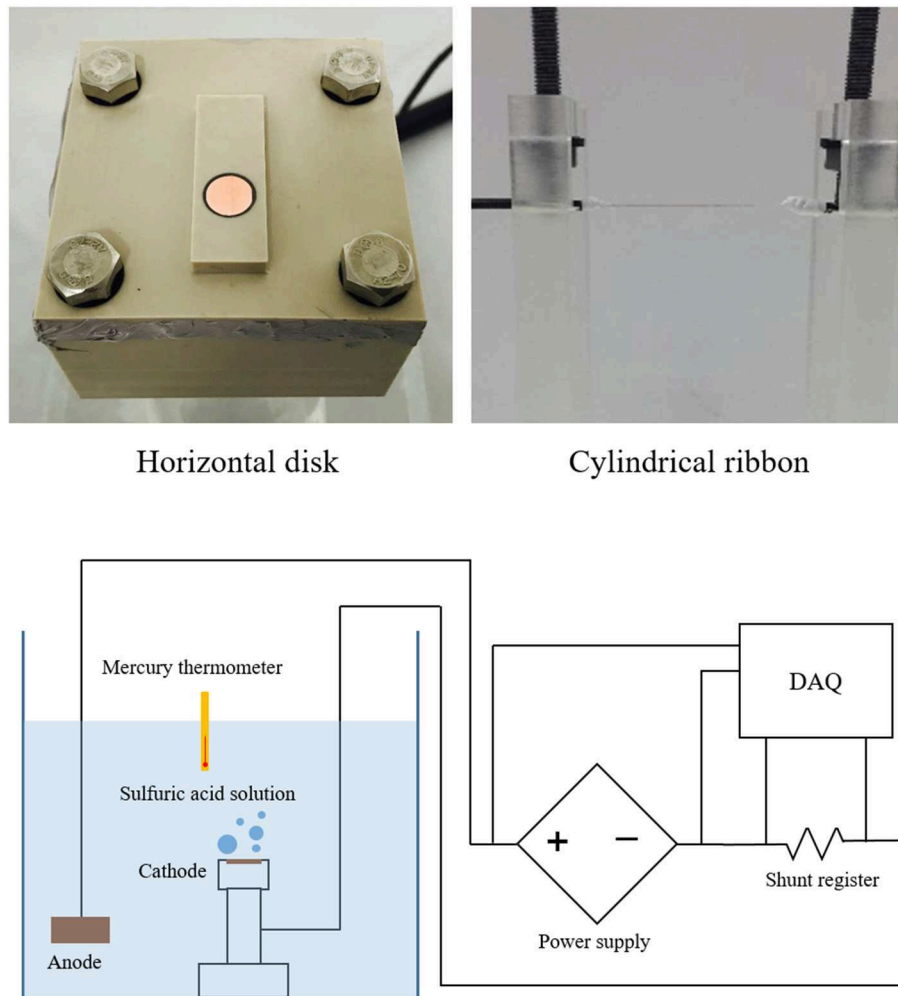 Horizontal disk
Cylindrical ribbon
Mercury thermometer
Sulfuric acid solution
Cathode
Anode
DAQ
+
−
Shunt register
Power supply